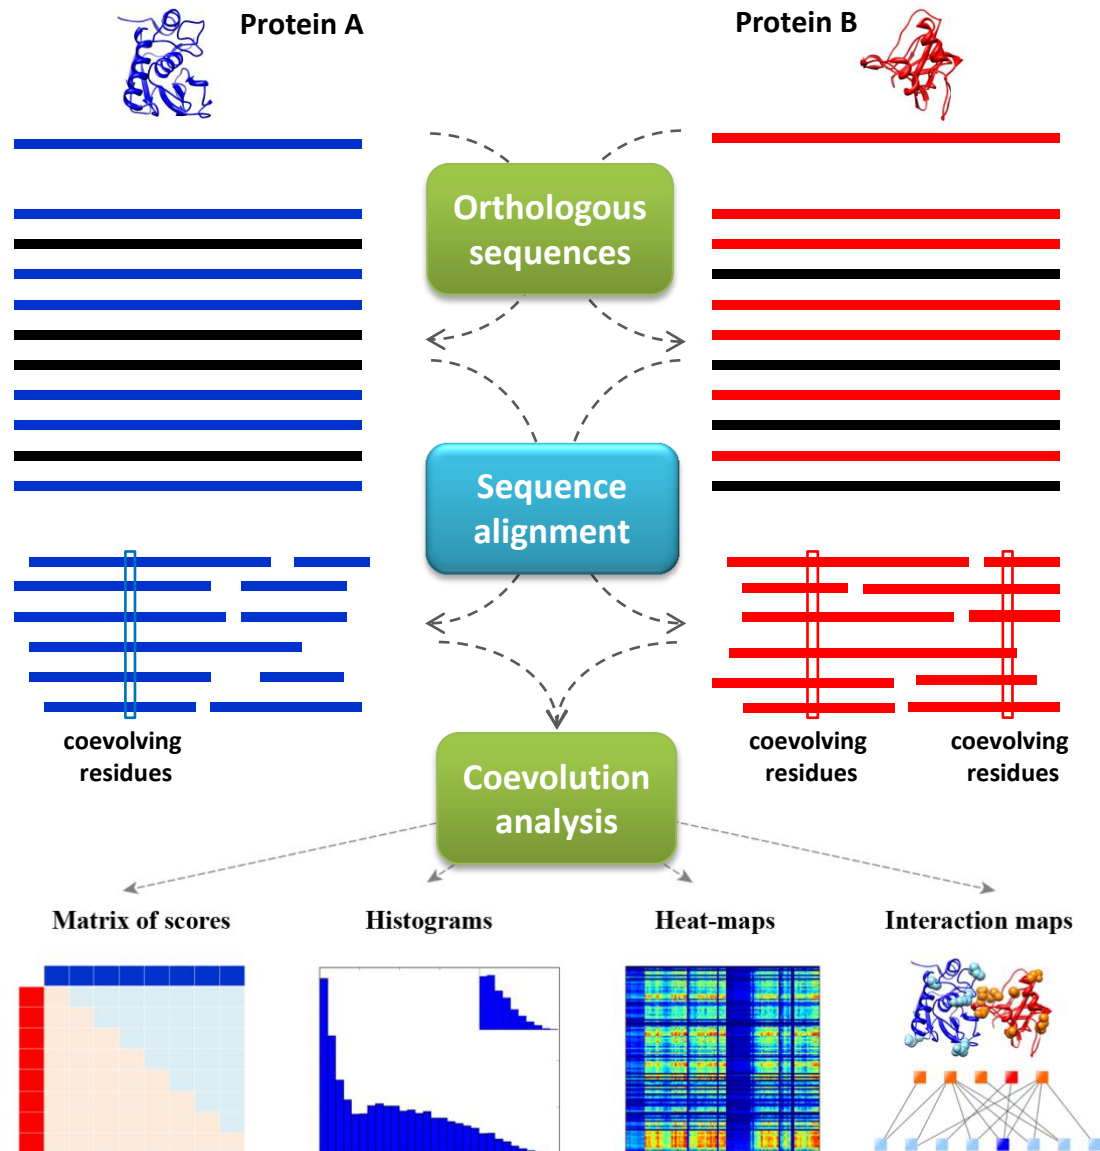 Protein A
Protein B
Orthologous
sequences
Sequence
alignment
coevolving
residues
coevolving
residues
coevolving
residues
Coevolution
analysis
Matrix of scores
Histograms
Heat-maps
Interaction maps